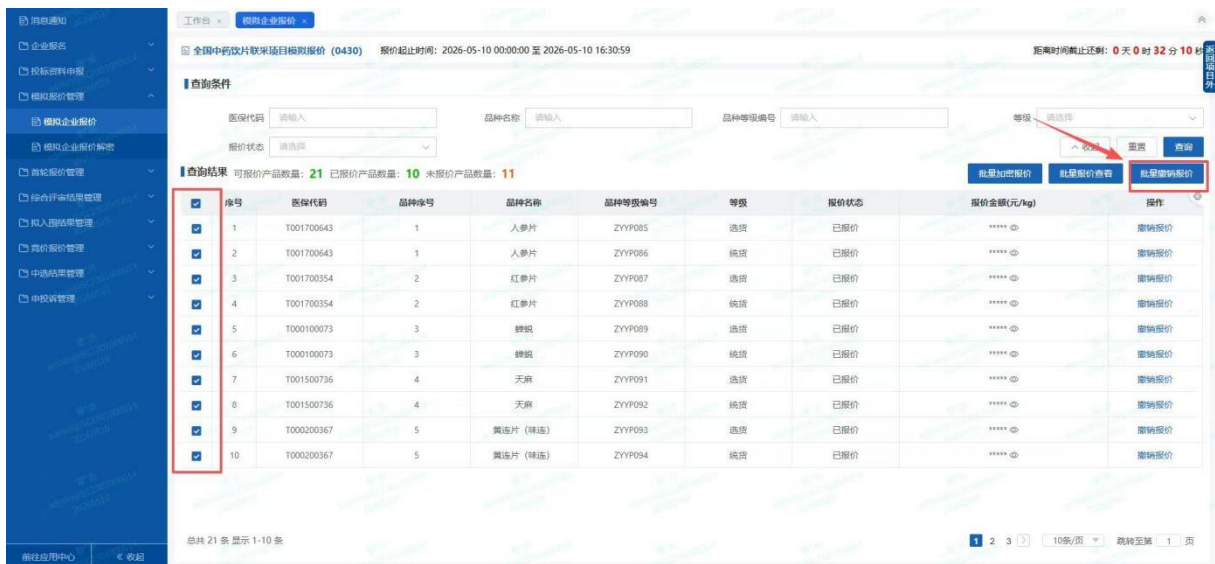 消息通知
企业报名
投标资料申报
模拟报价管理
模拟企业报价
模拟企业报价解密
首轮报价管理
综合评审结果管理
拟入围结果管理
竞价报价管理
中选结果管理
申投诉管理
前往应用中心 《 收起
工作台 × 模拟企业报价 ×
全国中药饮片联采项目模拟报价 (0430) 报价起止时间: 2026-05-10 00:00:00 至 2026-05-10 16:30:59 距离时间截止还剩: 0 天 0 时 32 分 10 秒
返回项目外
查询条件
医保代码 请输入 品种名称 请输入 品种等级编号 请输入 等级 请选择
报价状态 请选择 收起 重置 查询
查询结果 可报价产品数量: 21 已报价产品数量: 10 未报价产品数量: 11 批量加密报价 批量报价查看 批量撤销报价
序号 医保代码 品种序号 品种名称 品种等级编号 等级 报价状态 报价金额(元/kg) 操作
1 T001700643 1 人参片 ZYYP085 选货 已报价 ***** 撤销报价
2 T001700643 1 人参片 ZYYP086 统货 已报价 ***** 撤销报价
3 T001700354 2 红参片 ZYYP087 选货 已报价 ***** 撤销报价
4 T001700354 2 红参片 ZYYP088 统货 已报价 ***** 撤销报价
5 T000100073 3 蝉蜕 ZYYP089 选货 已报价 ***** 撤销报价
6 T000100073 3 蝉蜕 ZYYP090 统货 已报价 ***** 撤销报价
7 T001500736 4 天麻 ZYYP091 选货 已报价 ***** 撤销报价
8 T001500736 4 天麻 ZYYP092 统货 已报价 ***** 撤销报价
9 T000200367 5 黄连片 (味连) ZYYP093 选货 已报价 ***** 撤销报价
10 T000200367 5 黄连片 (味连) ZYYP094 统货 已报价 ***** 撤销报价
总共 21 条 显示 1-10 条 1 2 3 10条/页 跳转至第 1 页